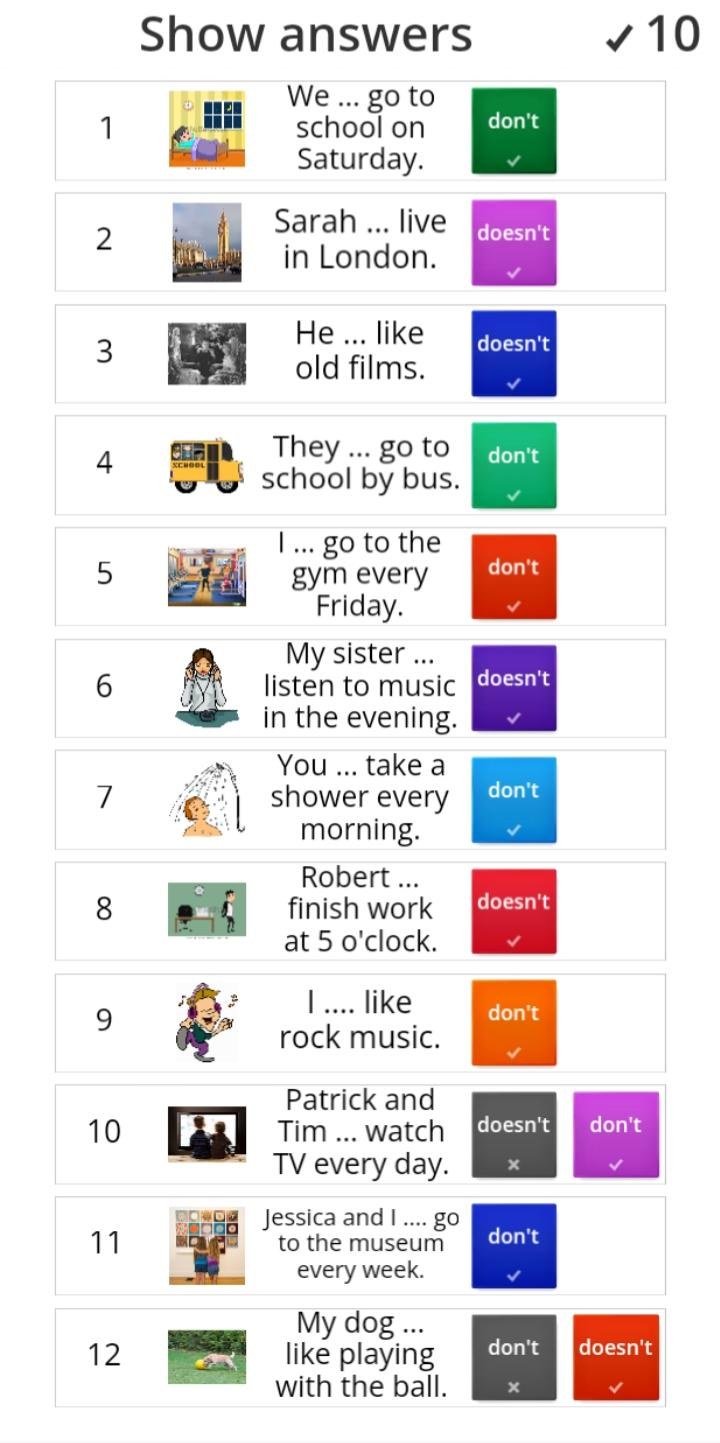 Show answers
✓ 10
1
We ... go to
school on
Saturday.
don't
✓
2
Sarah ... live
in London.
doesn't
✓
3
He ... like
old films.
doesn't
✓
4
SCHOOL
They ... go to
school by bus.
don't
✓
5
I ... go to the
gym every
Friday.
don't
✓
6
My sister ...
listen to music
in the evening.
doesn't
✓
7
You ... take a
shower every
morning.
don't
✓
8
Robert ...
finish work
at 5 o'clock.
doesn't
✓
9
I .... like
rock music.
don't
✓
10
Patrick and
Tim ... watch
TV every day.
doesn't
×
don't
✓
11
Jessica and I .... go
to the museum
every week.
don't
✓
12
My dog ...
like playing
with the ball.
don't
×
doesn't
✓